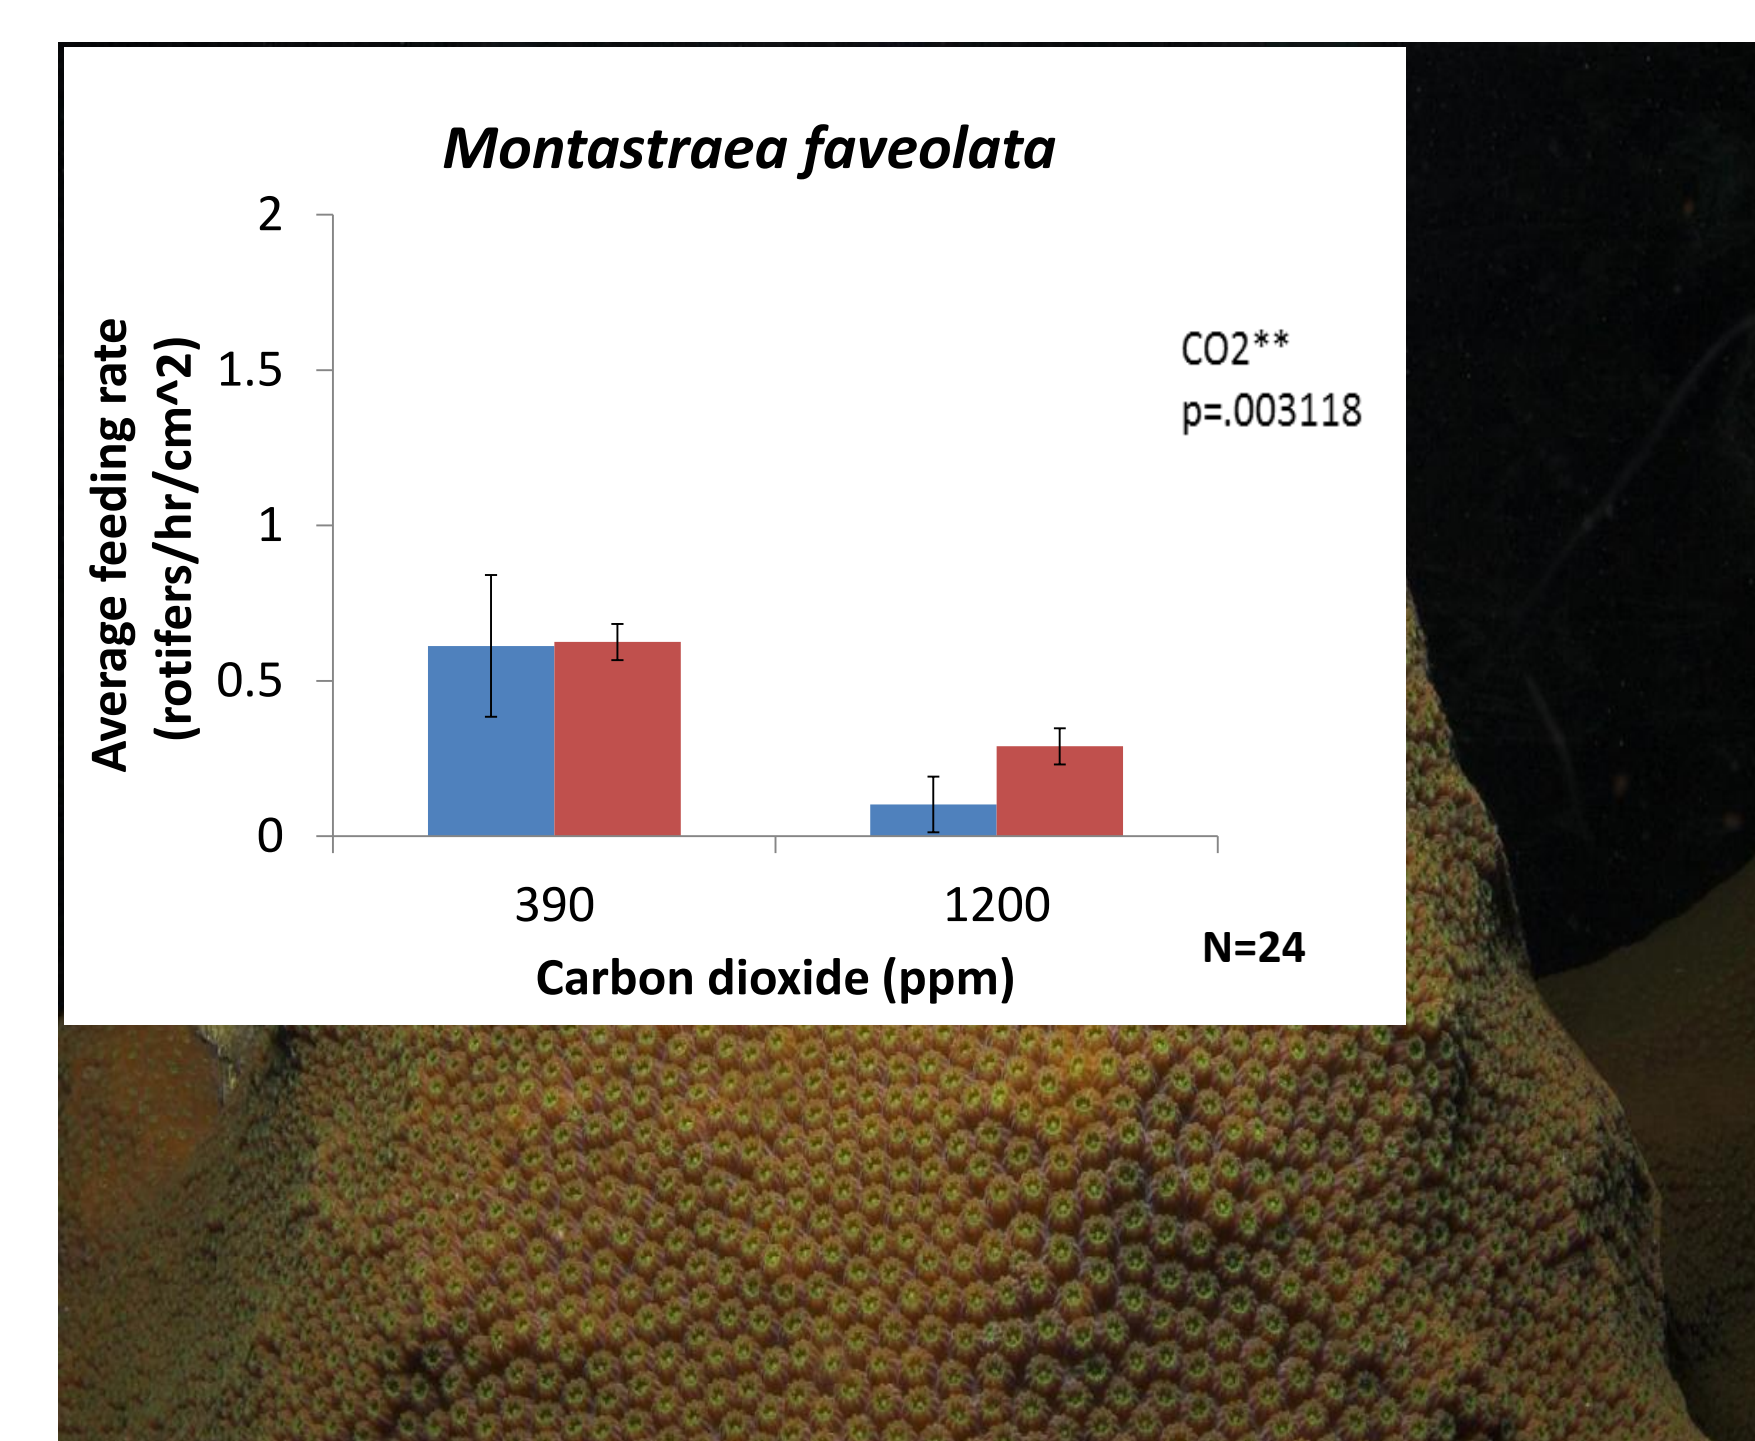 Montastraea faveolata
2
1.5
1
0.5
0
Average feeding rate
(rotifers/hr/cm^2)
CO2**
p=.003118
390
1200
Carbon dioxide (ppm)
N=24